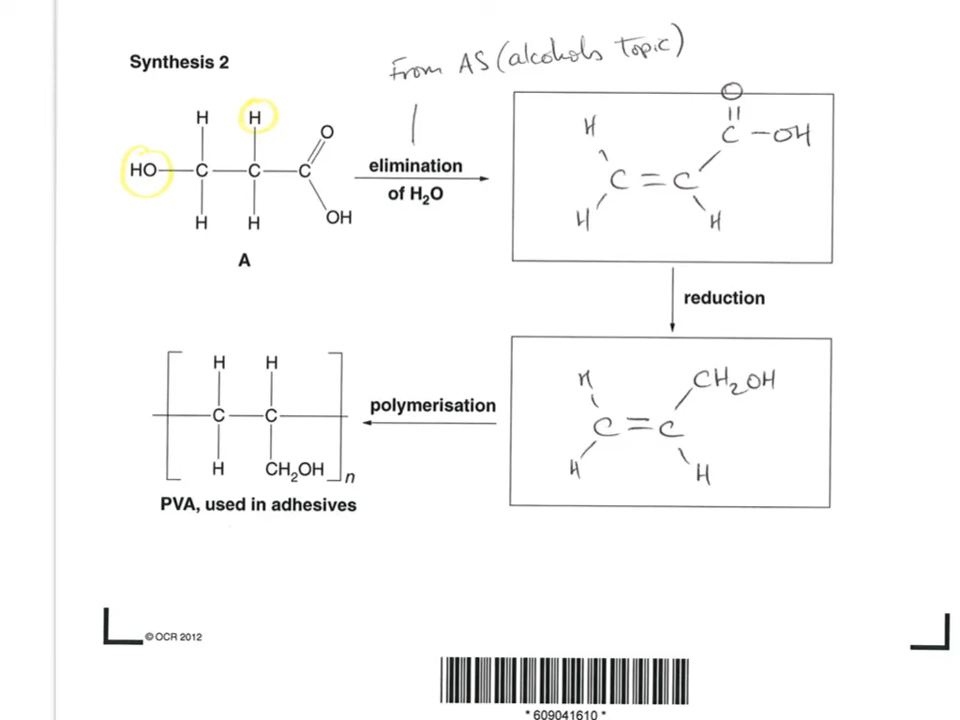 From AS (alcohols topic)
Synthesis 2
H H
O
HO C C C
OH
H H
A
elimination
of H₂O
O
H C -OH
C = C
H H
reduction
H H
C C
H CH₂OH n
PVA, used in adhesives
polymerisation
H CH₂OH
C = C
H H
© OCR 2012
* 609041610 *